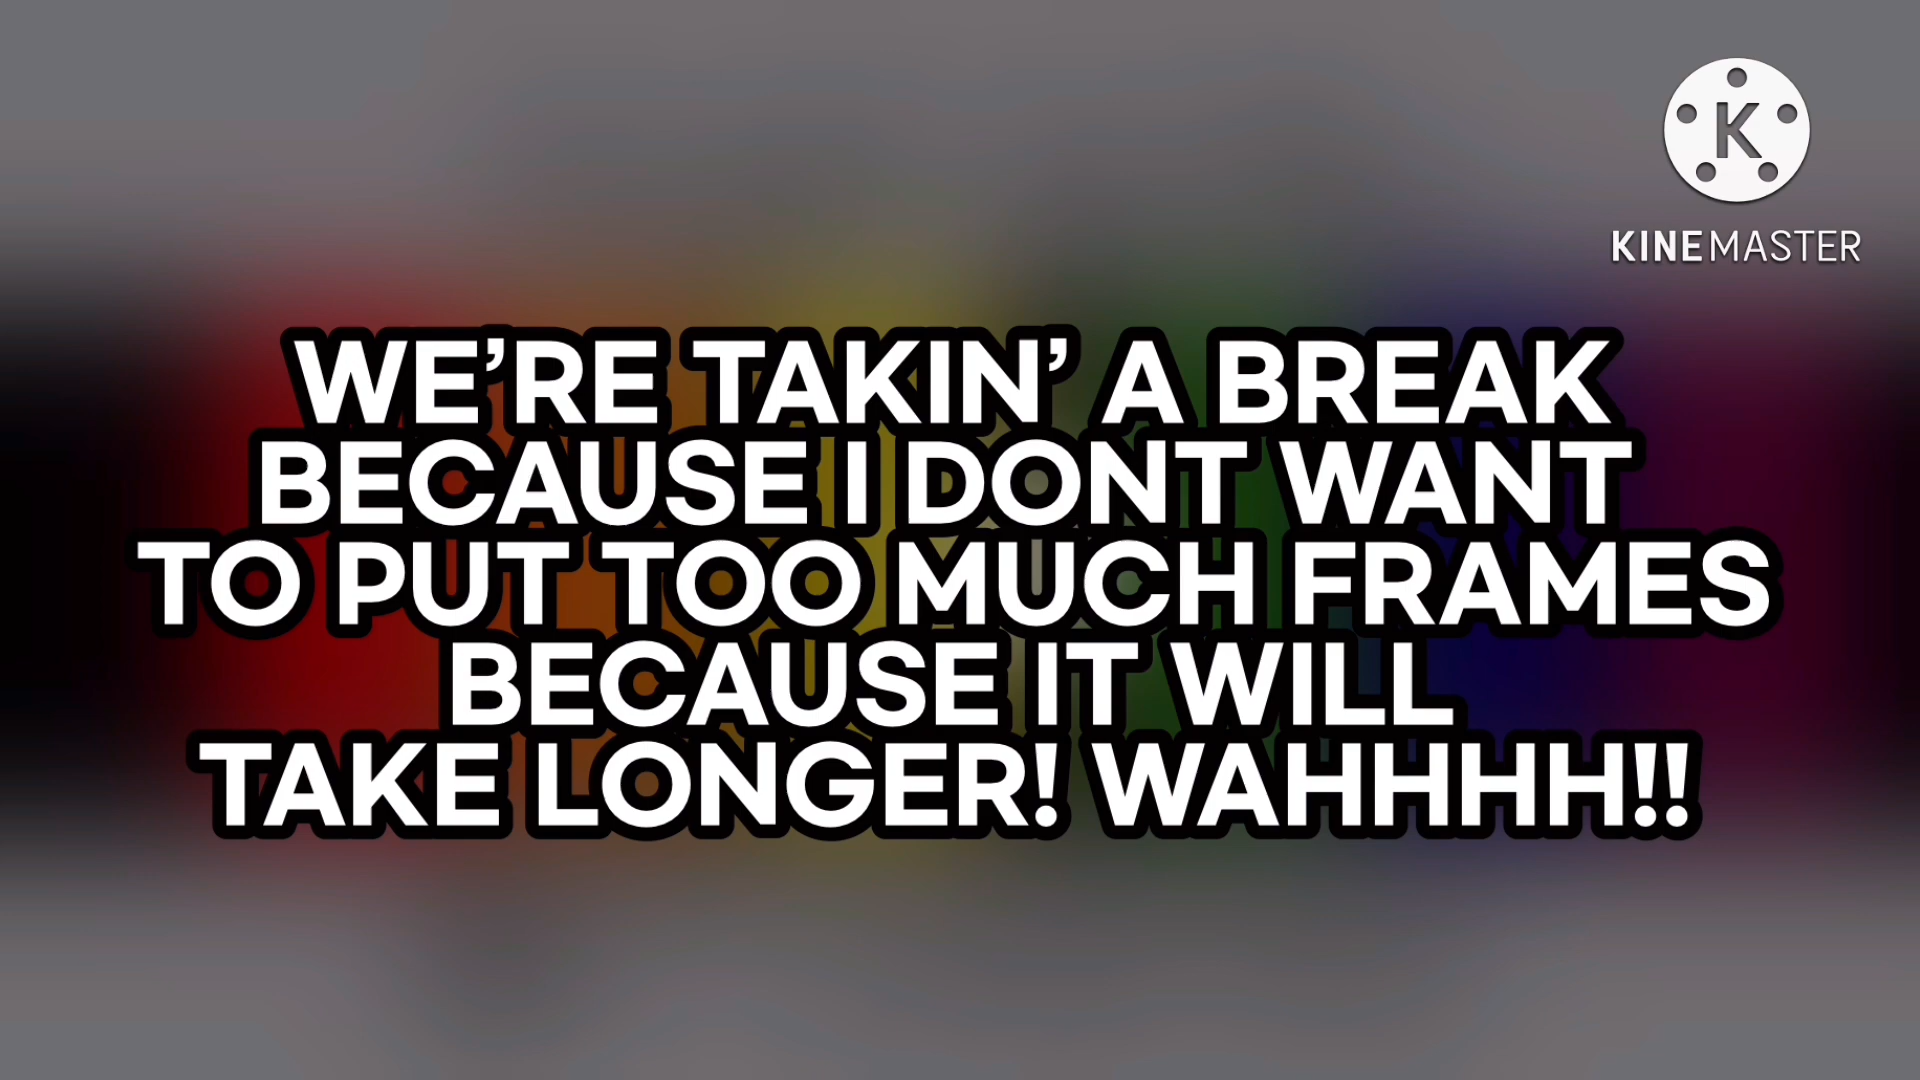 K
KINEMASTER
WE’RE TAKIN’ A BREAK
BECAUSE I DONT WANT
TO PUT TOO MUCH FRAMES
BECAUSE IT WILL
TAKE LONGER! WAHHHH!!